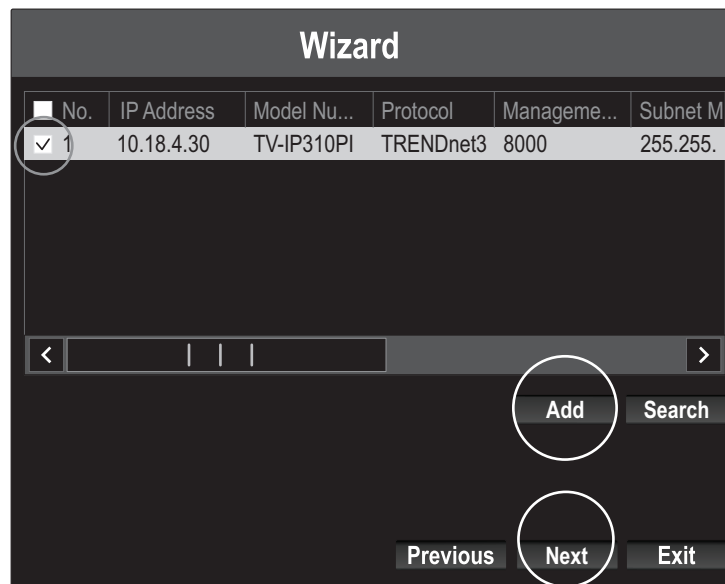 Wizard
No. IP Address Model Nu... Protocol Manageme... Subnet M
1 10.18.4.30 TV-IP310PI TRENDnet3 8000 255.255.
Add Search
Previous Next Exit